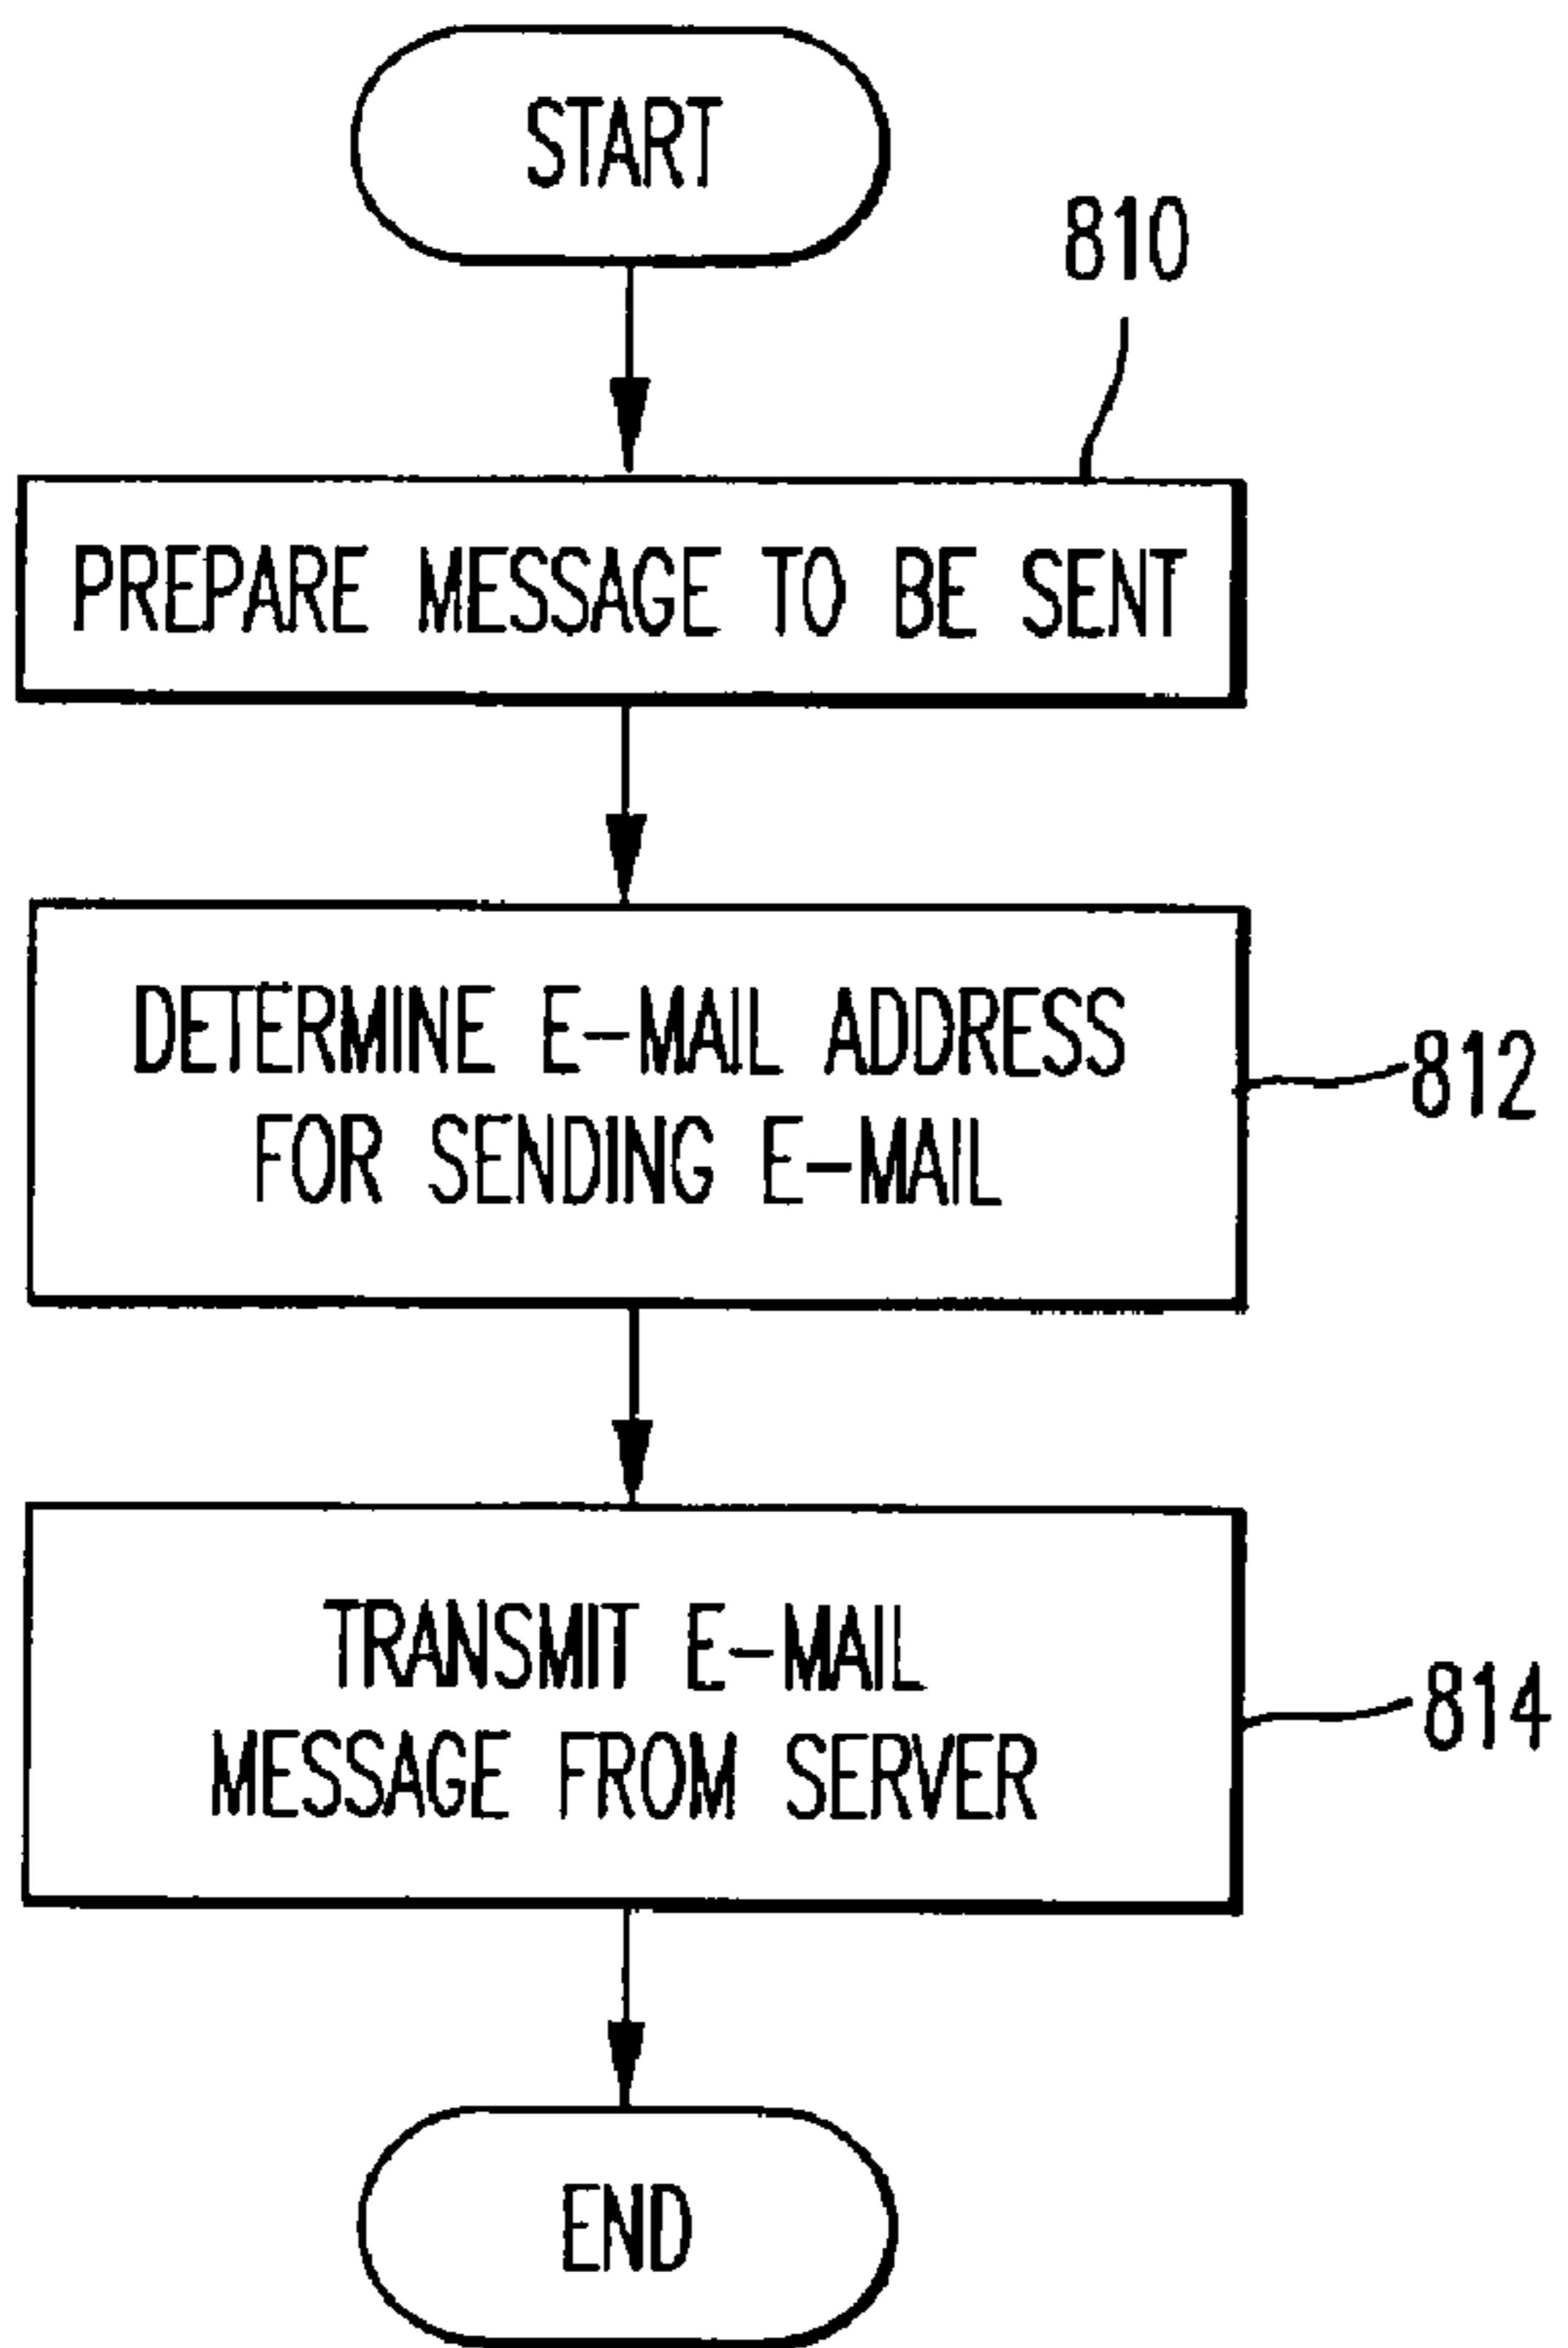 START
810
PREPARE MESSAGE TO BE SENT
DETERMINE E-MAIL ADDRESS
FOR SENDING E-MAIL
812
TRANSMIT E-MAIL
MESSAGE FROM SERVER
814
END